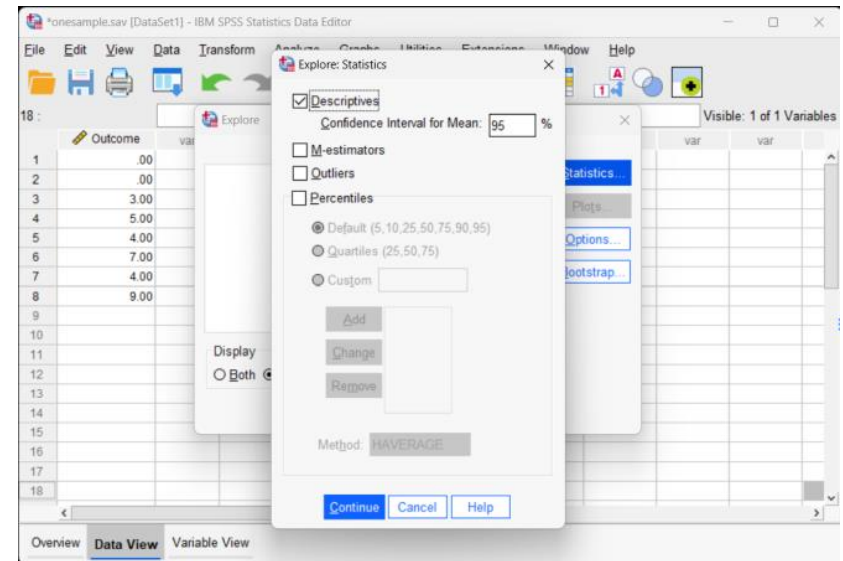 *onesample.sav [DataSet1] - IBM SPSS Statistics Data Editor
File Edit View Data Transform Analyze Graphs Utilities Extensions Window Help
18 :
Visible: 1 of 1 Variables
Outcome
var
var
1 .00
2 .00
3 3.00
4 5.00
5 4.00
6 7.00
7 4.00
8 9.00
9
10
11
12
13
14
15
16
17
18
Explore
Statistics...
Plots...
Options...
Bootstrap...
Display
Both
Explore: Statistics
Descriptives
Confidence Interval for Mean: 95 %
M-estimators
Outliers
Percentiles
Default (5,10,25,50,75,90,95)
Quartiles (25,50,75)
Custom
Add
Change
Remove
Method: HAVERAGE
Continue Cancel Help
Overview Data View Variable View